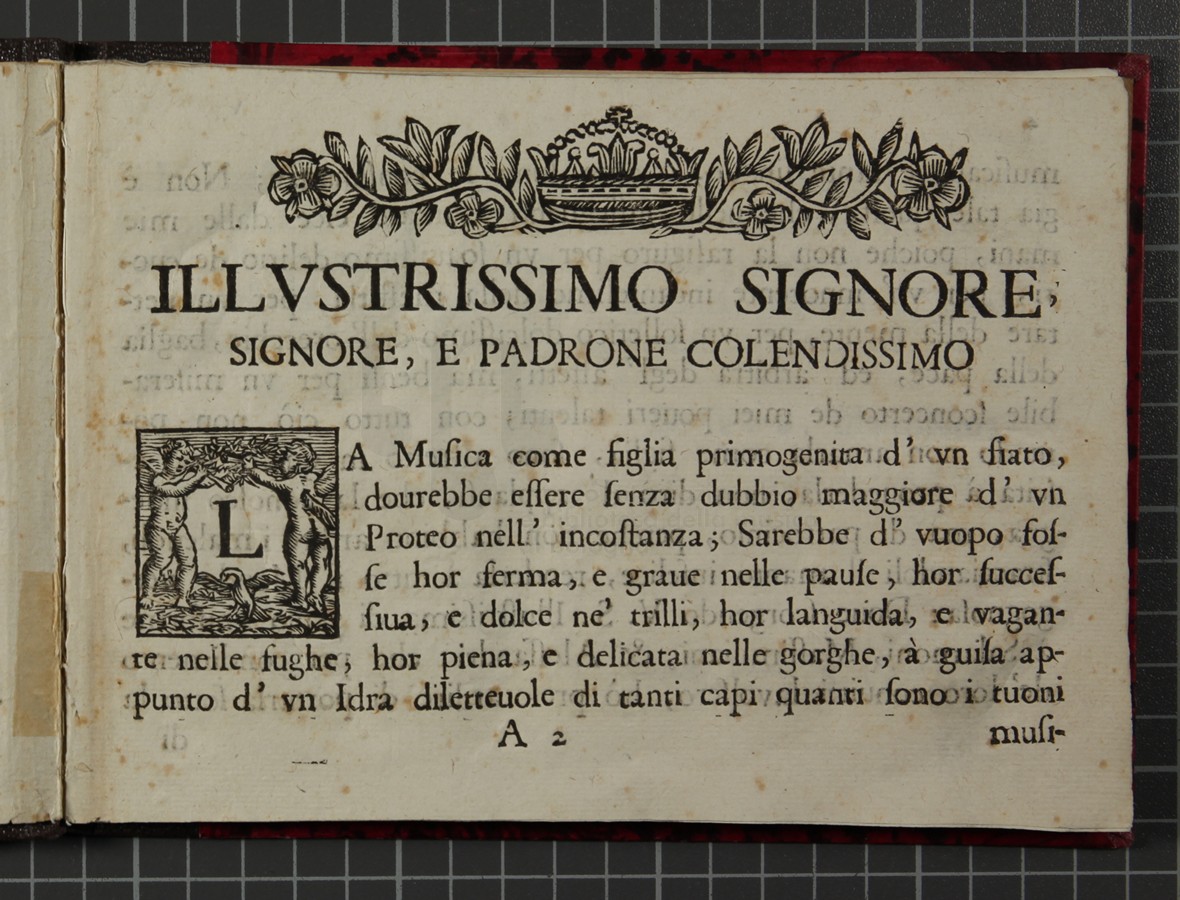 ILLVSTRISSIMO SIGNORE,
SIGNORE, E PADRONE COLENDISSIMO
LA Muſica come figlia primogenita d' vn fiato,
dourebbe eſſere ſenza dubbio maggiore d' vn
Proteo nell' incoſtanza; Sarebbe d' vuopo foſ-
ſe hor ferma, e graue nelle pauſe, hor ſucceſ-
ſiua, e dolce ne' trilli, hor languida, e vagan-
te nelle fughe, hor piena, e delicata nelle gorghe, à guiſa ap-
punto d' vn Idra diletteuole di tanti capi quanti ſono i tuoni
A 2 muſi-